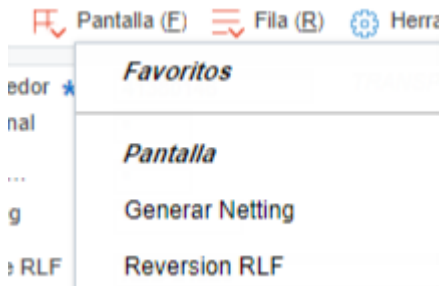 Pantalla (F) Fila (R) Herra
edor *
Favoritos
nal
Pantalla
...
g
Generar Netting
e RLF
Reversion RLF